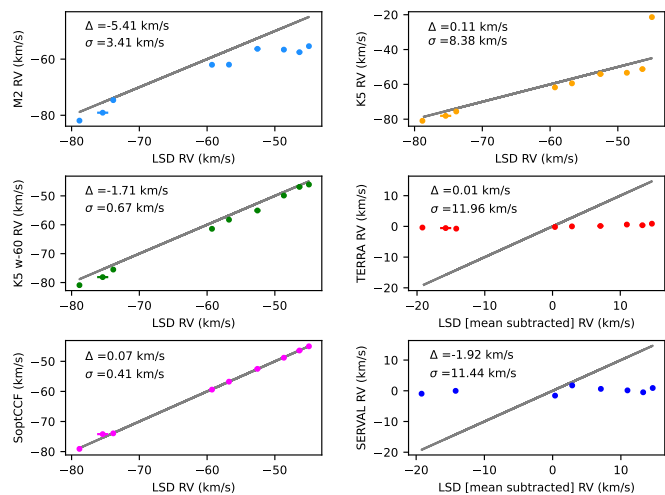 Δ =-5.41 km/s
σ =3.41 km/s
M2 RV (km/s)
−60
−80
−80 −70 −60 −50
LSD RV (km/s)
Δ =0.11 km/s
σ =8.38 km/s
K5 RV (km/s)
−20
−40
−60
−80
−80 −70 −60 −50
LSD RV (km/s)
Δ =-1.71 km/s
σ =0.67 km/s
K5 w-60 RV (km/s)
−50
−60
−70
−80
−80 −70 −60 −50
LSD RV (km/s)
Δ =0.01 km/s
σ =11.96 km/s
TERRA RV (km/s)
10
0
−10
−20
−20 −10 0 10
LSD [mean subtracted] RV (km/s)
Δ =0.07 km/s
σ =0.41 km/s
SoptCCF (km/s)
−50
−60
−70
−80
−80 −70 −60 −50
LSD RV (km/s)
Δ =-1.92 km/s
σ =11.44 km/s
SERVAL RV (km/s)
10
0
−10
−20
−20 −10 0 10
LSD [mean subtracted] RV (km/s)